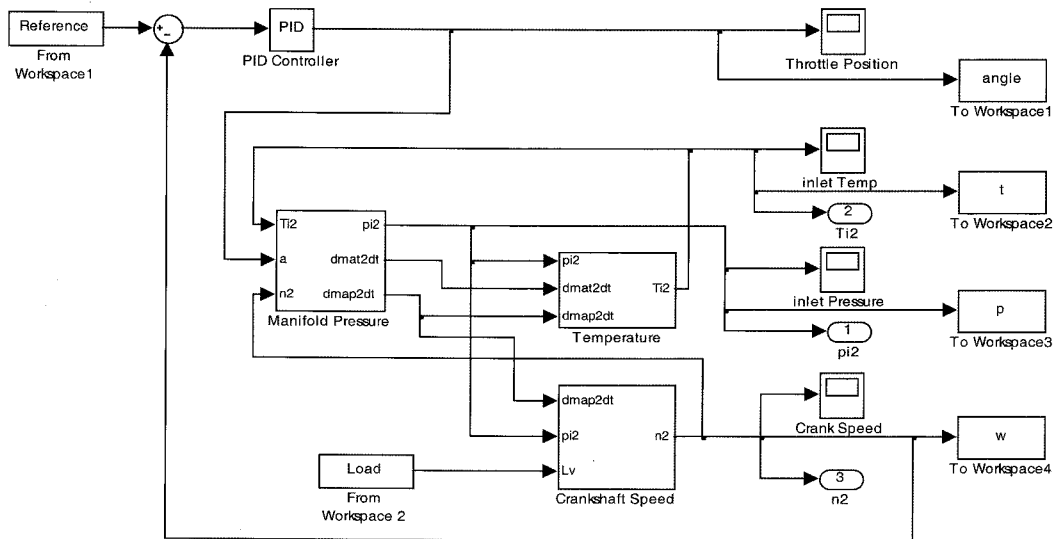 Reference
From
Workspace1
+
−
PID
PID Controller
Throttle Position
angle
To Workspace1
inlet Temp
t
To Workspace2
2
Ti2
Ti2
a
n2
pi2
dmat2dt
dmap2dt
Manifold Pressure
pi2
dmat2dt
dmap2dt
Ti2
Temperature
inlet Pressure
1
pi2
p
To Workspace3
dmap2dt
pi2
Lv
n2
Crankshaft Speed
Load
From
Workspace 2
Crank Speed
3
n2
w
To Workspace4